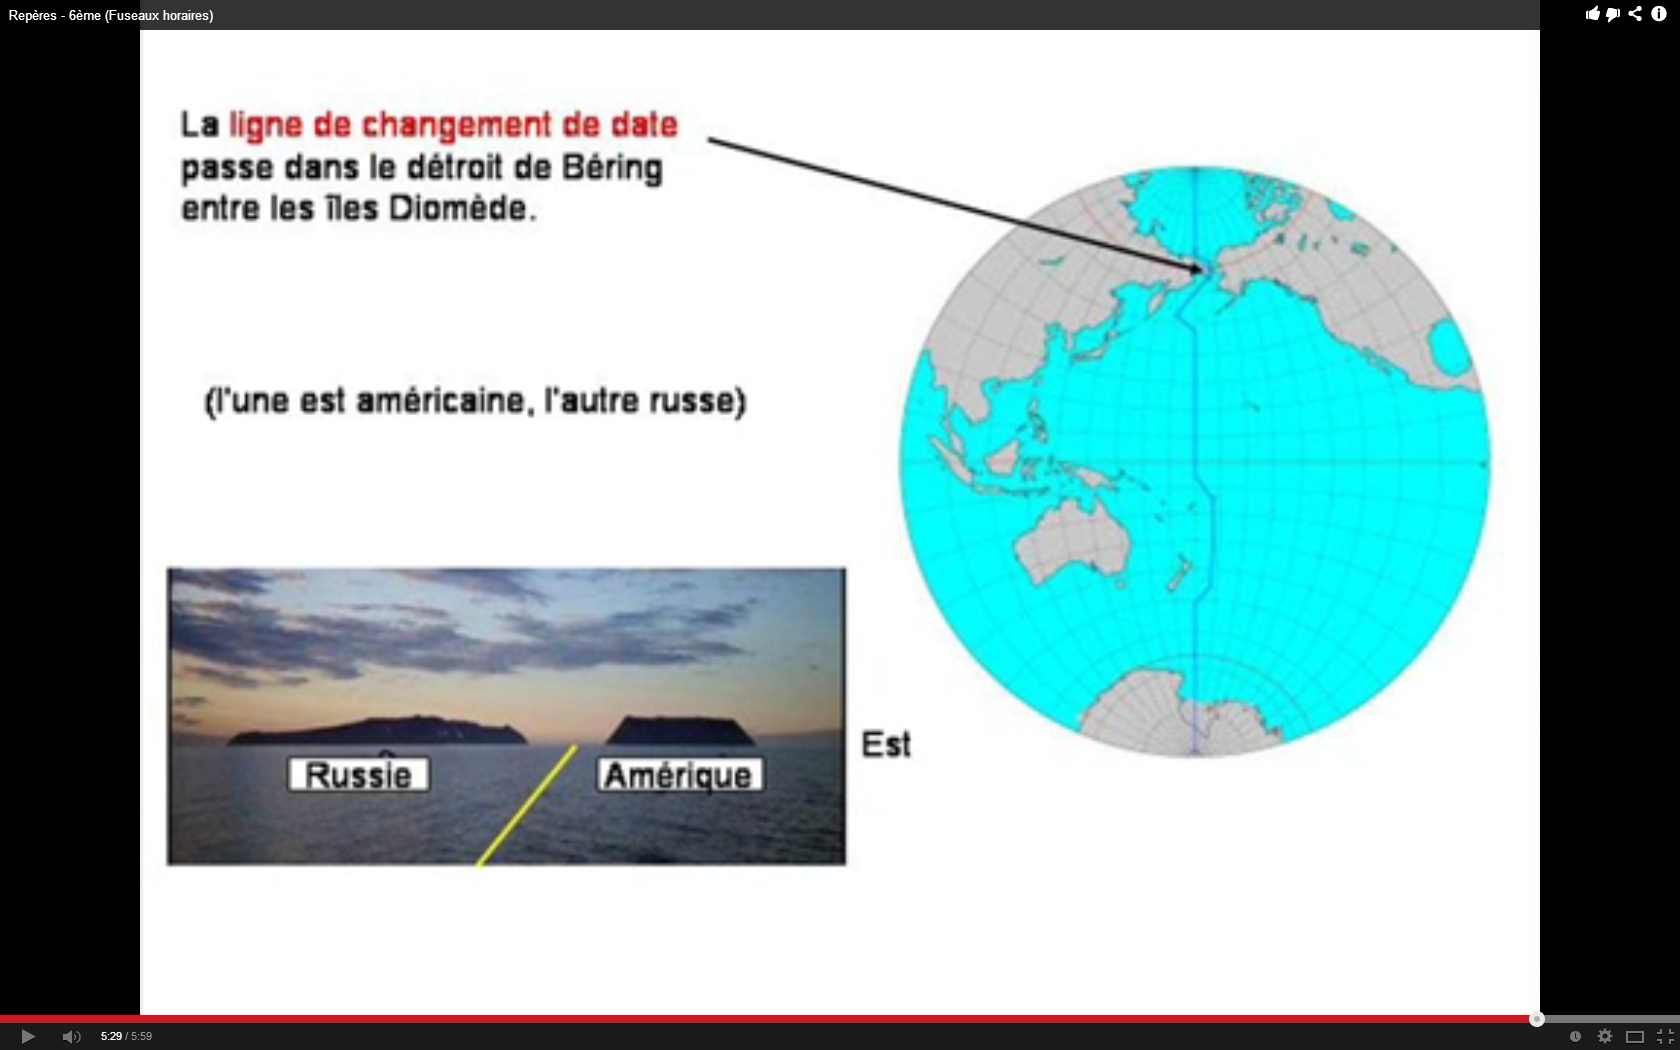 Repères - 6ème (Fuseaux horaires)
La ligne de changement de date
passe dans le détroit de Béring
entre les îles Diomède.
(l'une est américaine, l'autre russe)
Russie
Amérique
Est
5:29 / 5:59